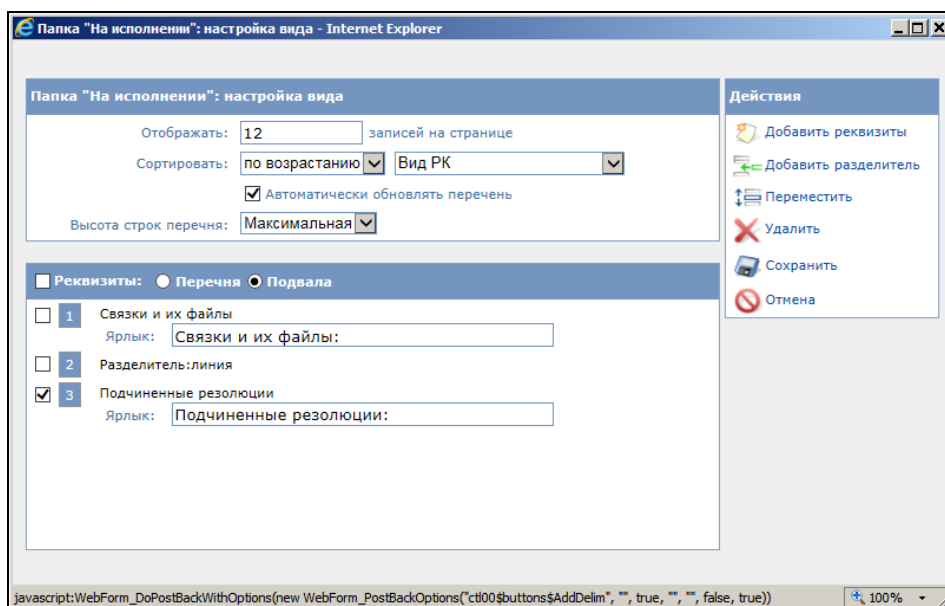 Папка "На исполнении": настройка вида - Internet Explorer
Папка "На исполнении": настройка вида
Отображать: 12 записей на странице
Сортировать: по возрастанию Вид РК
Автоматически обновлять перечень
Высота строк перечня: Максимальная
Действия
Добавить реквизиты
Добавить разделитель
Переместить
Удалить
Сохранить
Отмена
Реквизиты: Перечня Подвала
1 Связки и их файлы
Ярлык: Связки и их файлы:
2 Разделитель:линия
3 Подчиненные резолюции
Ярлык: Подчиненные резолюции:
javascript:WebForm_DoPostBackWithOptions(new WebForm_PostBackOptions("ctl00$buttons$AddDelim", "", true, "", "", false, true)) 100%